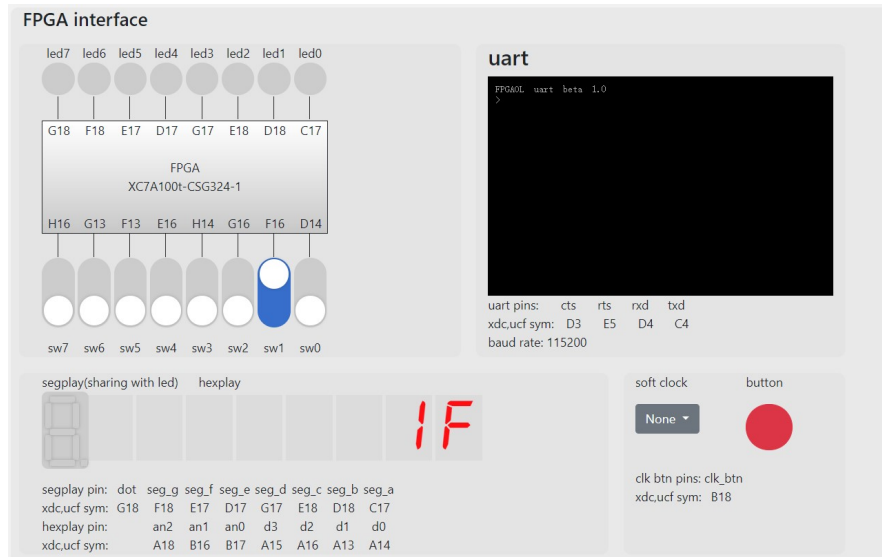 FPGA interface
led7 led6 led5 led4 led3 led2 led1 led0
G18 F18 E17 D17 G17 E18 D18 C17
FPGA
XC7A100t-CSG324-1
H16 G13 F13 E16 H14 G16 F16 D14
sw7 sw6 sw5 sw4 sw3 sw2 sw1 sw0
uart
FPGAOL uart beta 1.0
>
uart pins: cts rts rxd txd
xdc,ucf sym: D3 E5 D4 C4
baud rate: 115200
segplay(sharing with led) hexplay
1F
segplay pin: dot seg_g seg_f seg_e seg_d seg_c seg_b seg_a
xdc,ucf sym: G18 F18 E17 D17 G17 E18 D18 C17
hexplay pin: an2 an1 an0 d3 d2 d1 d0
xdc,ucf sym: A18 B16 B17 A15 A16 A13 A14
soft clock button
None
clk btn pins: clk_btn
xdc,ucf sym: B18